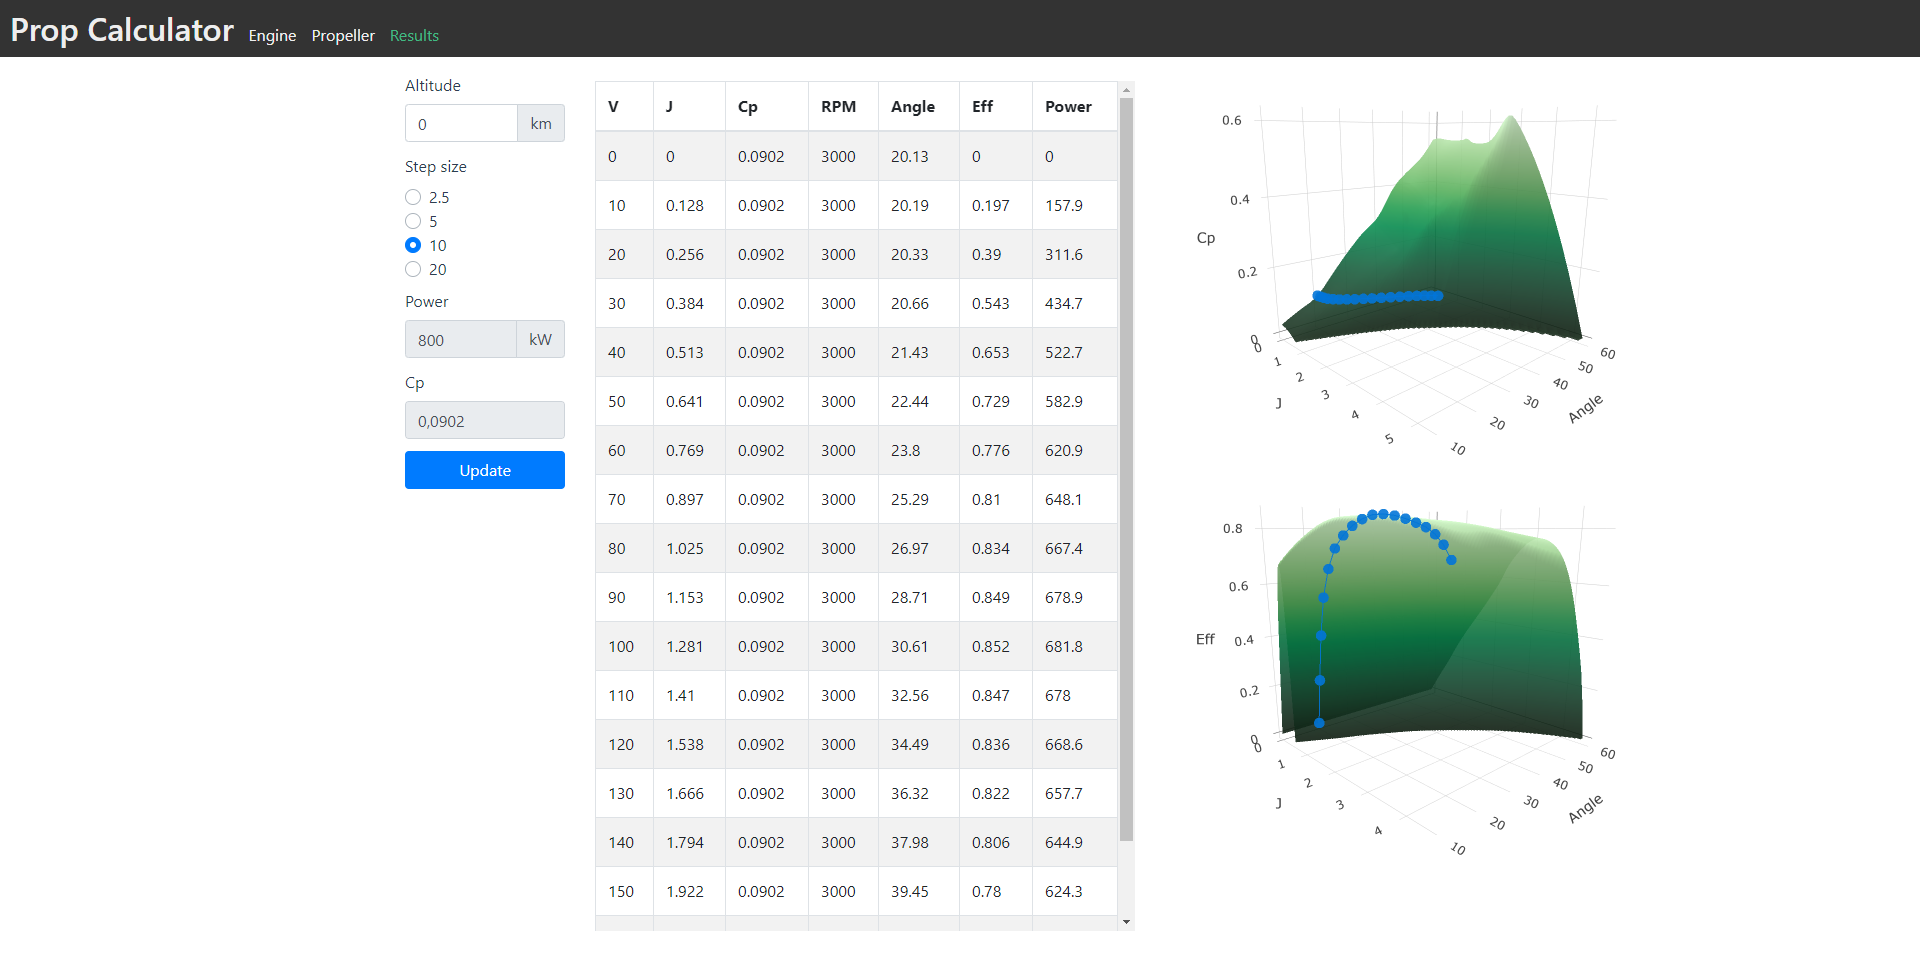 Prop Calculator Engine Propeller Results
Altitude
0 km
Step size
2.5
5
10
20
Power
800 kW
Cp
0,0902
Update
V J Cp RPM Angle Eff Power
0 0 0.0902 3000 20.13 0 0
10 0.128 0.0902 3000 20.19 0.197 157.9
20 0.256 0.0902 3000 20.33 0.39 311.6
30 0.384 0.0902 3000 20.66 0.543 434.7
40 0.513 0.0902 3000 21.43 0.653 522.7
50 0.641 0.0902 3000 22.44 0.729 582.9
60 0.769 0.0902 3000 23.8 0.776 620.9
70 0.897 0.0902 3000 25.29 0.81 648.1
80 1.025 0.0902 3000 26.97 0.834 667.4
90 1.153 0.0902 3000 28.71 0.849 678.9
100 1.281 0.0902 3000 30.61 0.852 681.8
110 1.41 0.0902 3000 32.56 0.847 678
120 1.538 0.0902 3000 34.49 0.836 668.6
130 1.666 0.0902 3000 36.32 0.822 657.7
140 1.794 0.0902 3000 37.98 0.806 644.9
150 1.922 0.0902 3000 39.45 0.78 624.3
0.6
0.4
Cp
0.2
0
0
1
2
3
4
5
J
10
20
30
40
50
60
Angle
0.8
0.6
Eff 0.4
0.2
0
0
1
2
3
4
J
10
20
30
40
50
60
Angle